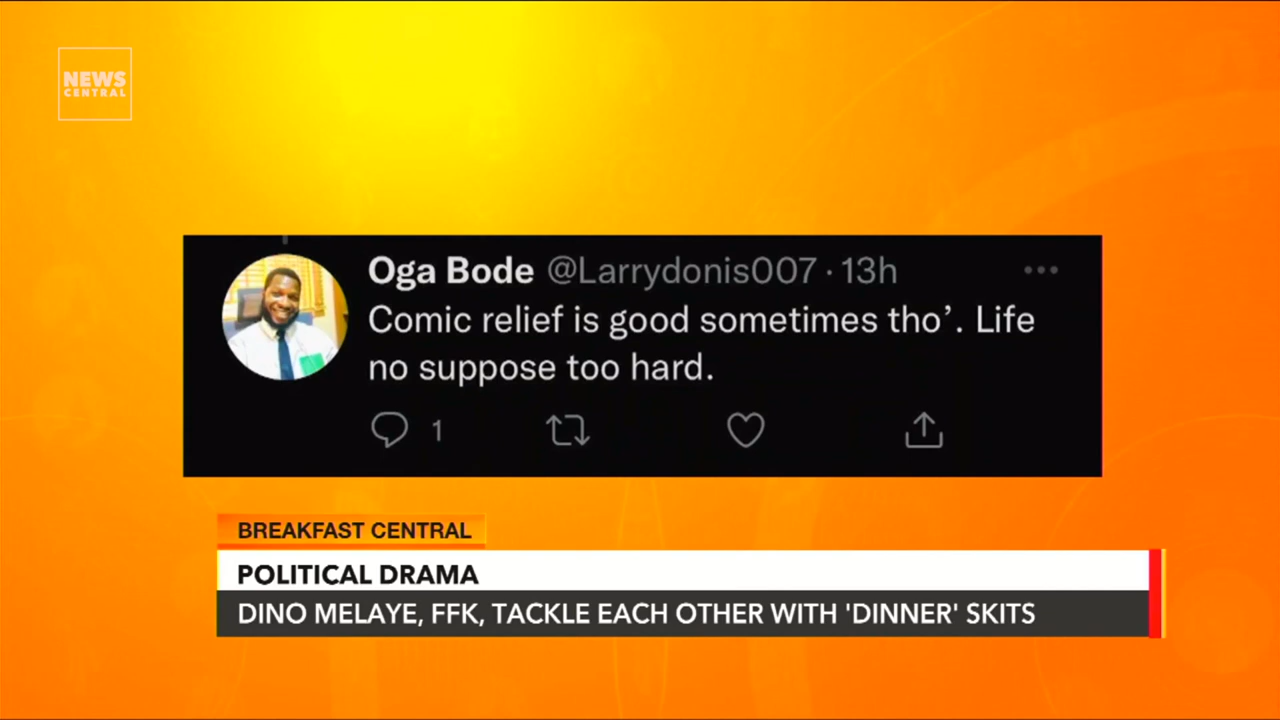 NEWS
CENTRAL
Oga Bode @Larrydonis007 · 13h
Comic relief is good sometimes tho’. Life
no suppose too hard.
1
BREAKFAST CENTRAL
POLITICAL DRAMA
DINO MELAYE, FFK, TACKLE EACH OTHER WITH 'DINNER' SKITS